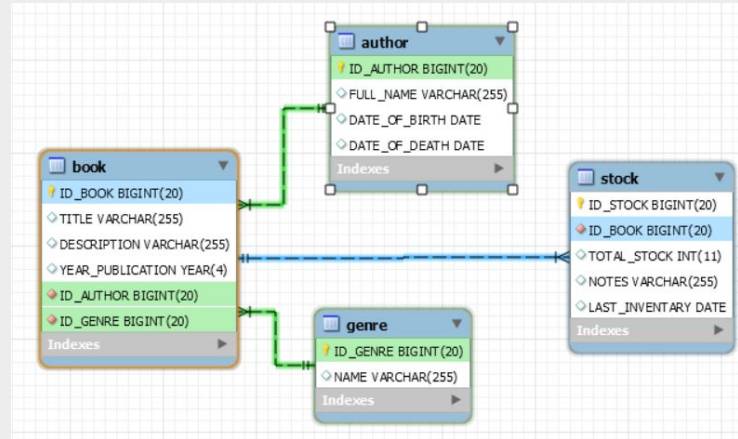 author
ID_AUTHOR BIGINT(20)
FULL_NAME VARCHAR(255)
DATE_OF_BIRTH DATE
DATE_OF_DEATH DATE
Indexes
book
ID_BOOK BIGINT(20)
TITLE VARCHAR(255)
DESCRIPTION VARCHAR(255)
YEAR_PUBLICATION YEAR(4)
ID_AUTHOR BIGINT(20)
ID_GENRE BIGINT(20)
Indexes
stock
ID_STOCK BIGINT(20)
ID_BOOK BIGINT(20)
TOTAL_STOCK INT(11)
NOTES VARCHAR(255)
LAST_INVENTARY DATE
Indexes
genre
ID_GENRE BIGINT(20)
NAME VARCHAR(255)
Indexes